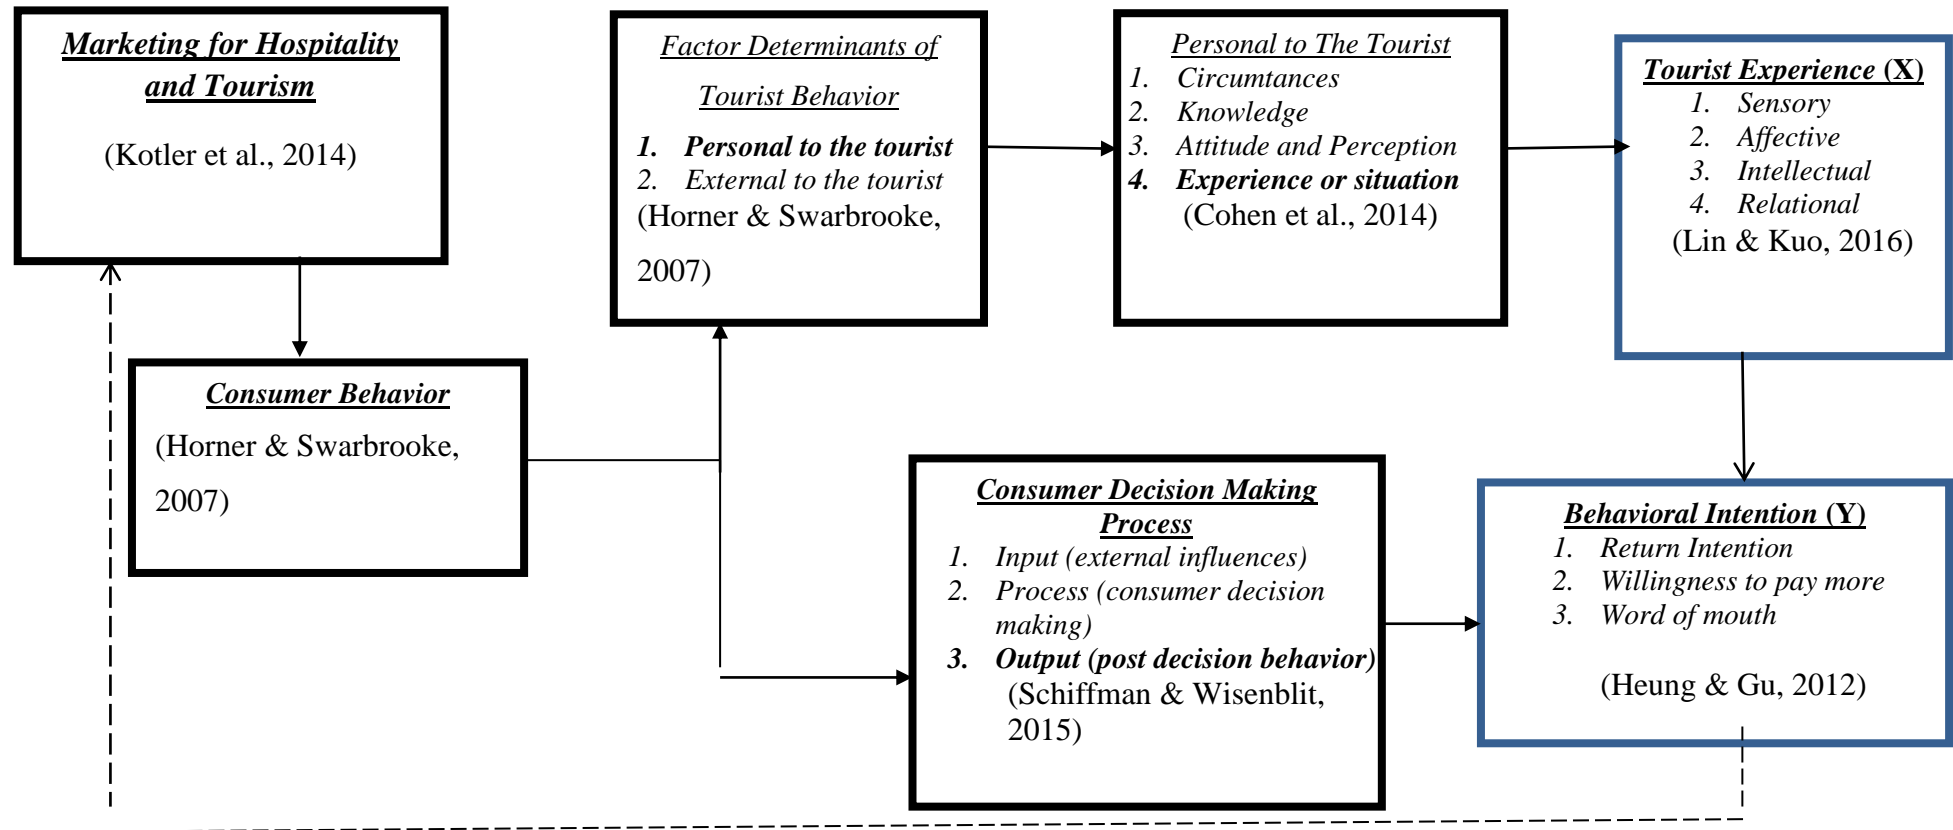 Marketing for Hospitality
and Tourism
(Kotler et al., 2014)
Consumer Behavior
(Horner & Swarbrooke,
2007)
Factor Determinants of
Tourist Behavior
1. Personal to the tourist
2. External to the tourist
(Horner & Swarbrooke,
2007)
Personal to The Tourist
1. Circumtances
2. Knowledge
3. Attitude and Perception
4. Experience or situation
(Cohen et al., 2014)
Tourist Experience (X)
1. Sensory
2. Affective
3. Intellectual
4. Relational
(Lin & Kuo, 2016)
Consumer Decision Making
Process
1. Input (external influences)
2. Process (consumer decision
making)
3. Output (post decision behavior)
(Schiffman & Wisenblit,
2015)
Behavioral Intention (Y)
1. Return Intention
2. Willingness to pay more
3. Word of mouth
(Heung & Gu, 2012)